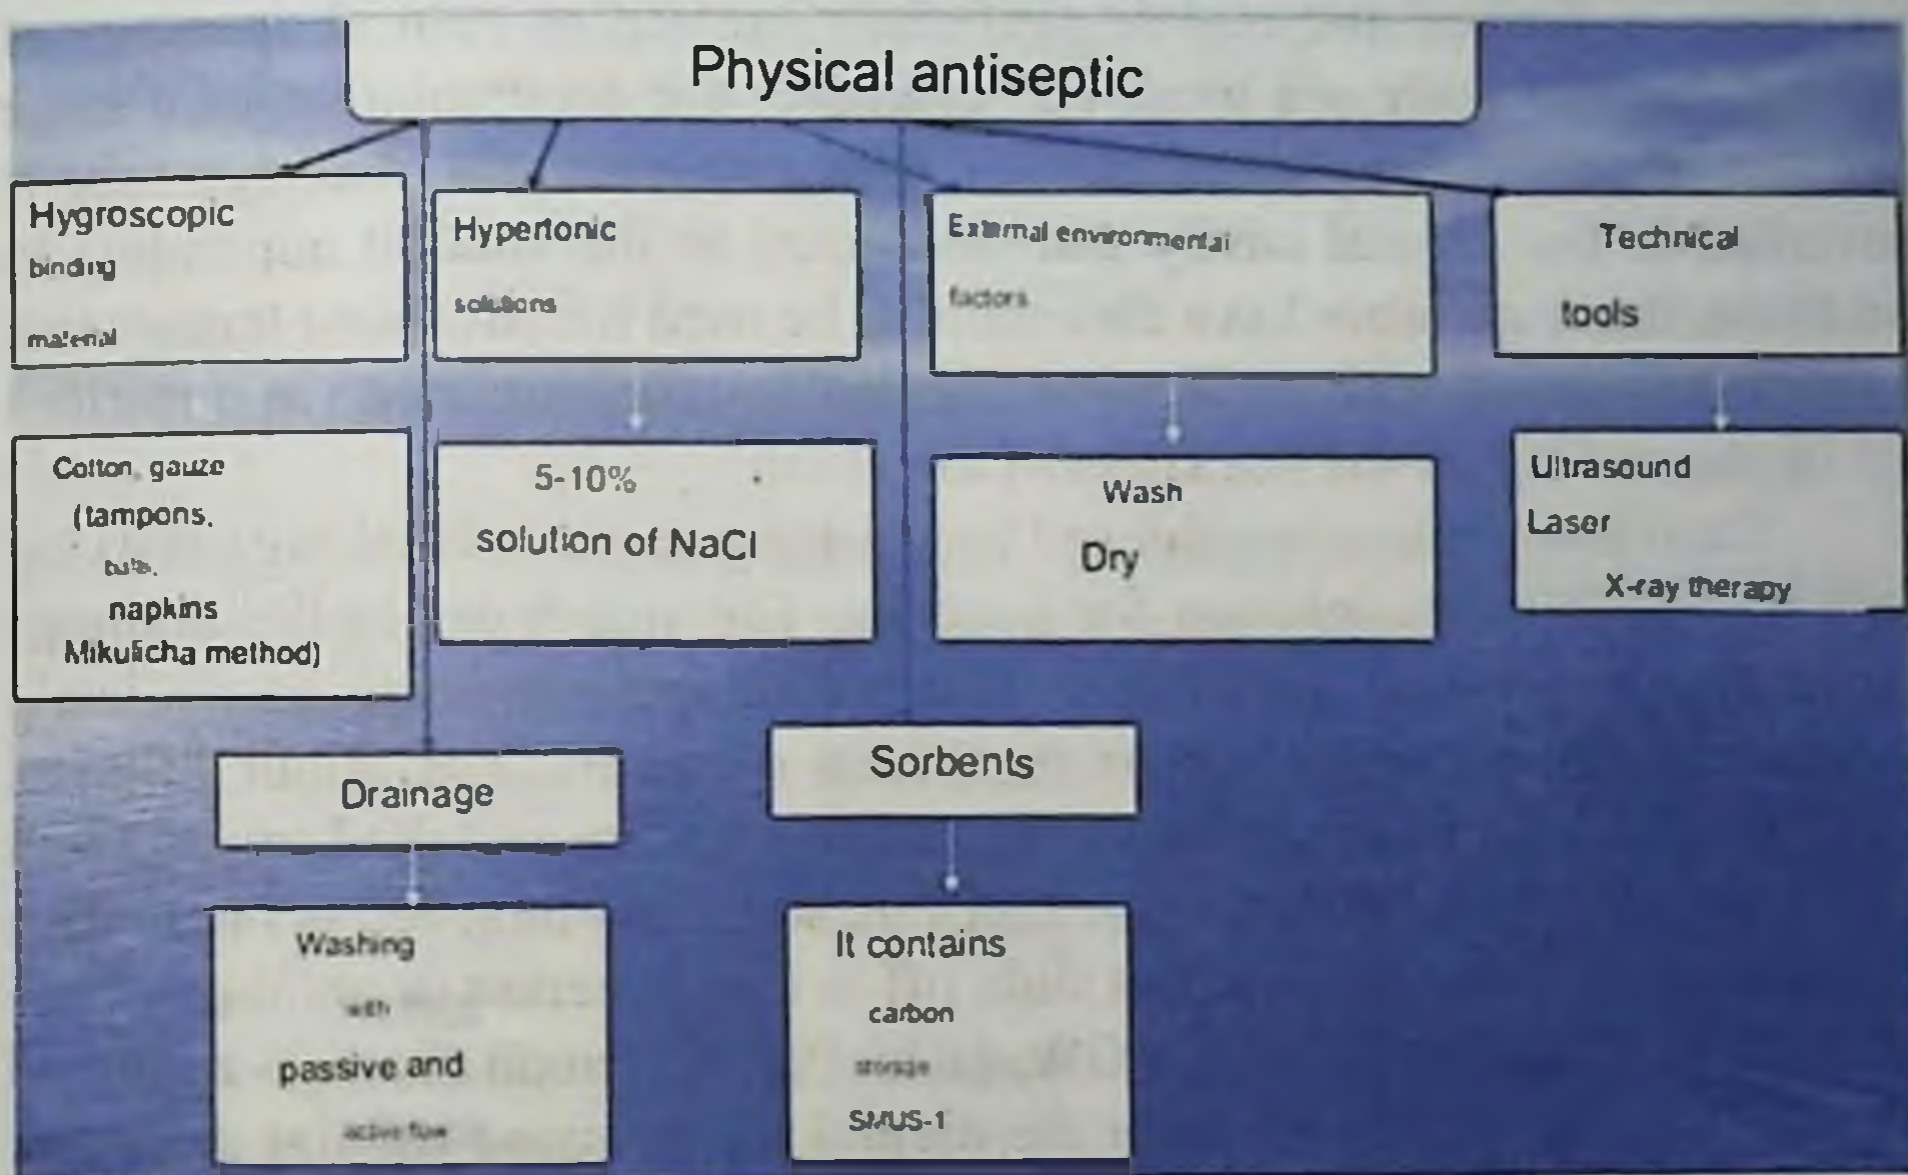 Physical antiseptic
Hygroscopic
binding
material
Hypertonic
solutions
External environmental
factors
Technical
tools
Cotton, gauze
(tampons,
napkins
Mikulicha method)
5-10%
solution of NaCl
Wash
Dry
Ultrasound
Laser
X-ray therapy
Drainage
Sorbents
Washing
with
passive and
active flow
It contains
carbon
storage
SMUS-1